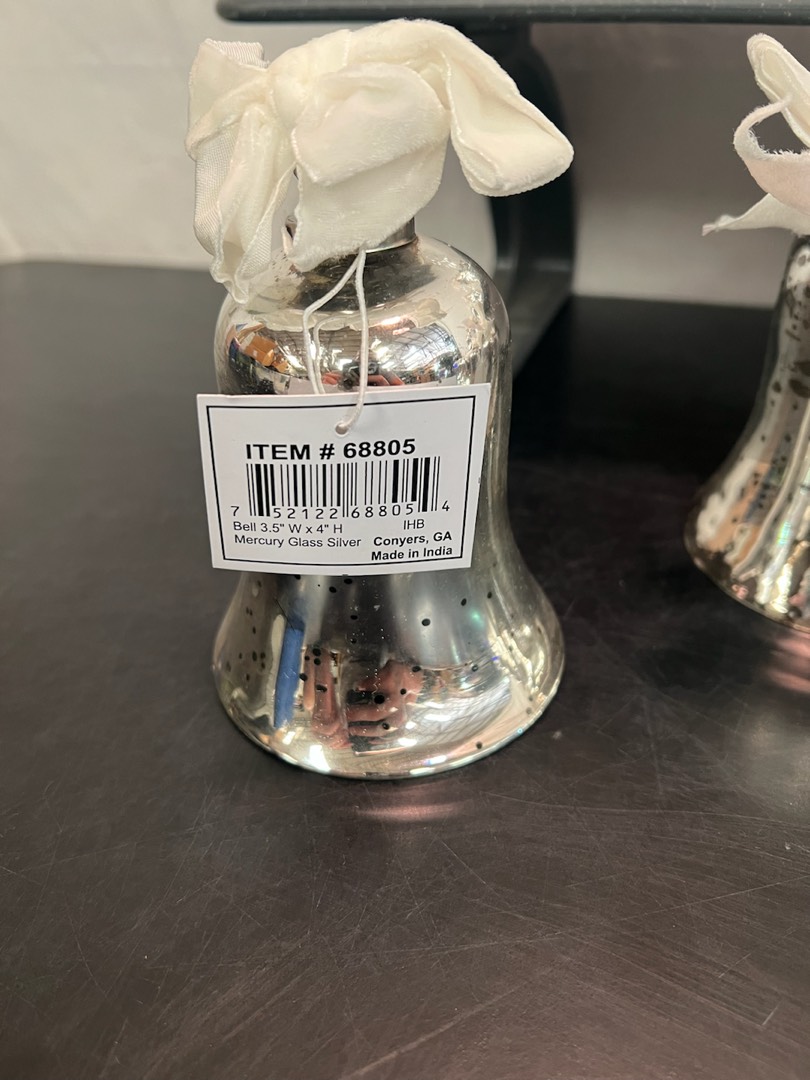 ITEM # 68805
7 52122 68805 4
Bell 3.5" W x 4" H IHB
Mercury Glass Silver Conyers, GA
Made in India